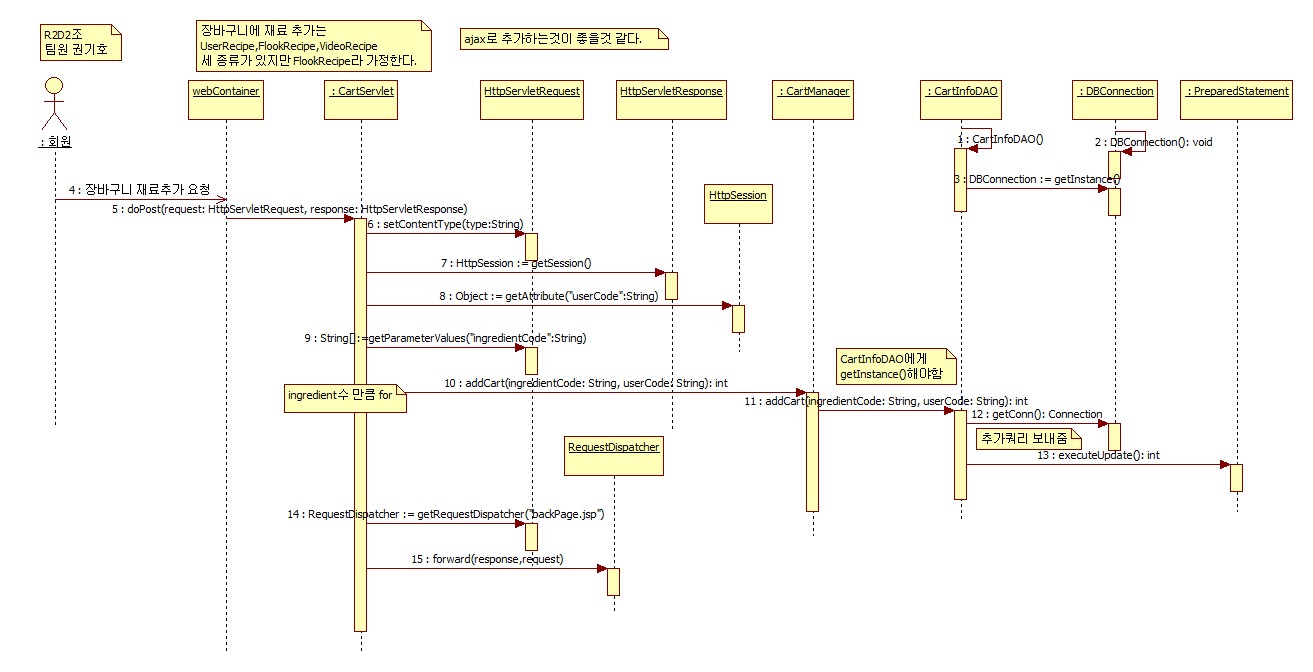 R2D2조
팀원 권기호
장바구니에 재료 추가는
UserRecipe,FlookRecipe,VideoRecipe
세 종류가 있지만 FlookRecipe라 가정한다.
ajax로 추가하는것이 좋을것 같다.
: 회원
webContainer
: CartServlet
HttpServletRequest
HttpServletResponse
: CartManager
: CartInfoDAO
: DBConnection
: PreparedStatement
1 : CartInfoDAO()
2 : DBConnection(): void
3 : DBConnection := getInstance()
4 : 장바구니 재료추가 요청
HttpSession
5 : doPost(request: HttpServletRequest, response: HttpServletResponse)
6 : setContentType(type:String)
7 : HttpSession := getSession()
8 : Object := getAttribute("userCode":String)
9 : String[]:=getParameterValues("ingredientCode":String)
CartInfoDAO에게
getInstance()해야함
ingredient수 만큼 for
10 : addCart(ingredientCode: String, userCode: String): int
11 : addCart(ingredientCode: String, userCode: String): int
12 : getConn(): Connection
추가쿼리 보내줌
RequestDispatcher
13 : executeUpdate(): int
14 : RequestDispatcher := getRequestDispatcher("backPage.jsp")
15 : forward(response,request)